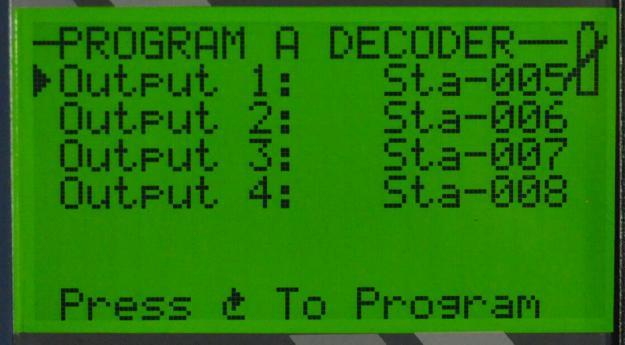 PROGRAM A DECODER
Output 1: Sta-005
Output 2: Sta-006
Output 3: Sta-007
Output 4: Sta-008
Press To Program